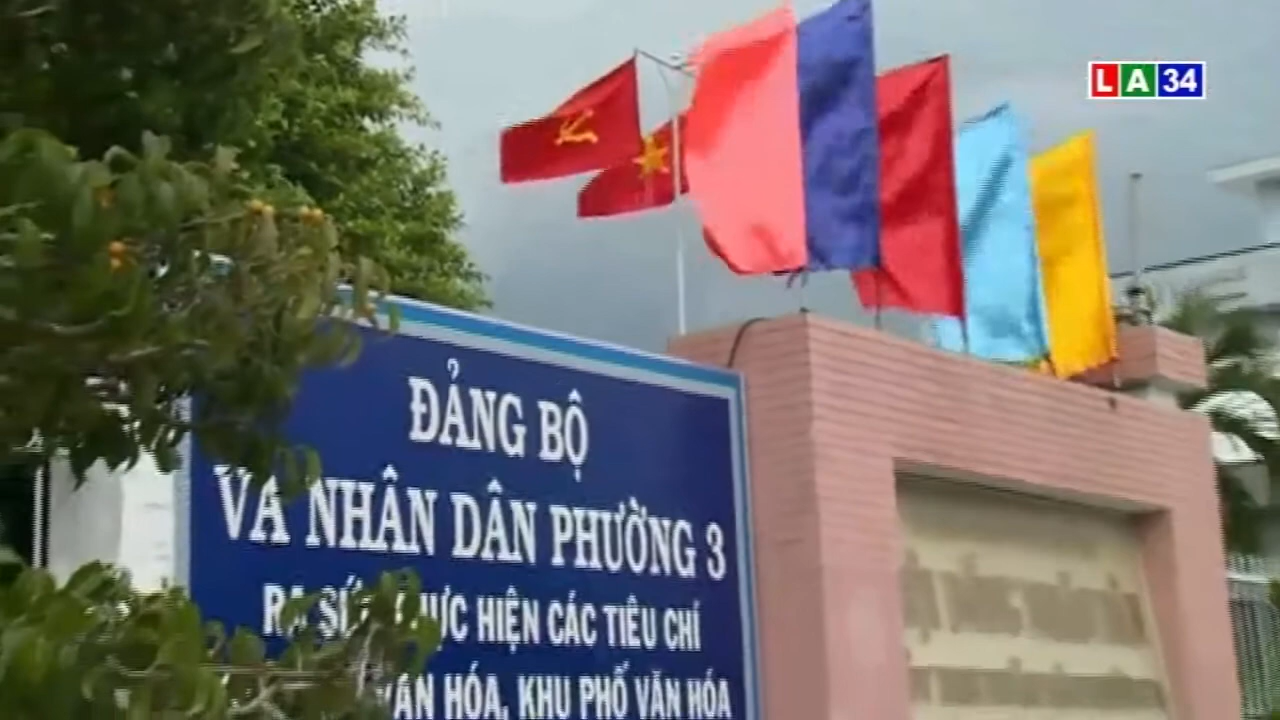 LA34
ĐẢNG BỘ
VÀ NHÂN DÂN PHƯỜNG 3
RA SỨC THỰC HIỆN CÁC TIÊU CHÍ
VĂN HÓA, KHU PHỐ VĂN HÓA